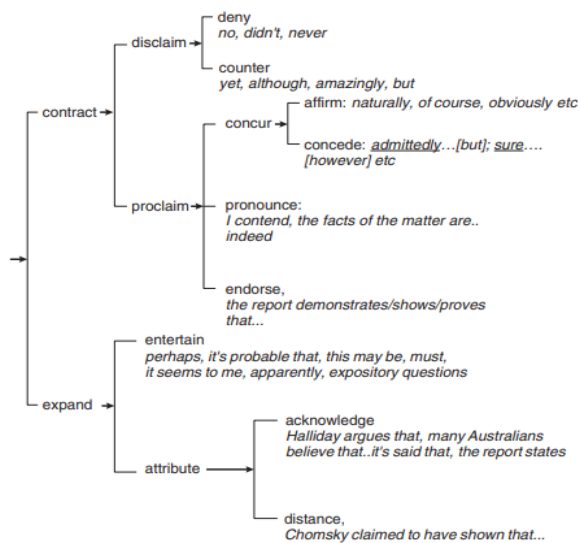 deny
no, didn't, never
disclaim
counter
yet, although, amazingly, but
contract
affirm: naturally, of course, obviously etc
concur
concede: admittedly…[but]; sure….
[however] etc
proclaim
pronounce:
I contend, the facts of the matter are..
indeed
endorse,
the report demonstrates/shows/proves
that...
entertain
perhaps, it's probable that, this may be, must,
it seems to me, apparently, expository questions
expand
acknowledge
Halliday argues that, many Australians
believe that..it's said that, the report states
attribute
distance,
Chomsky claimed to have shown that...